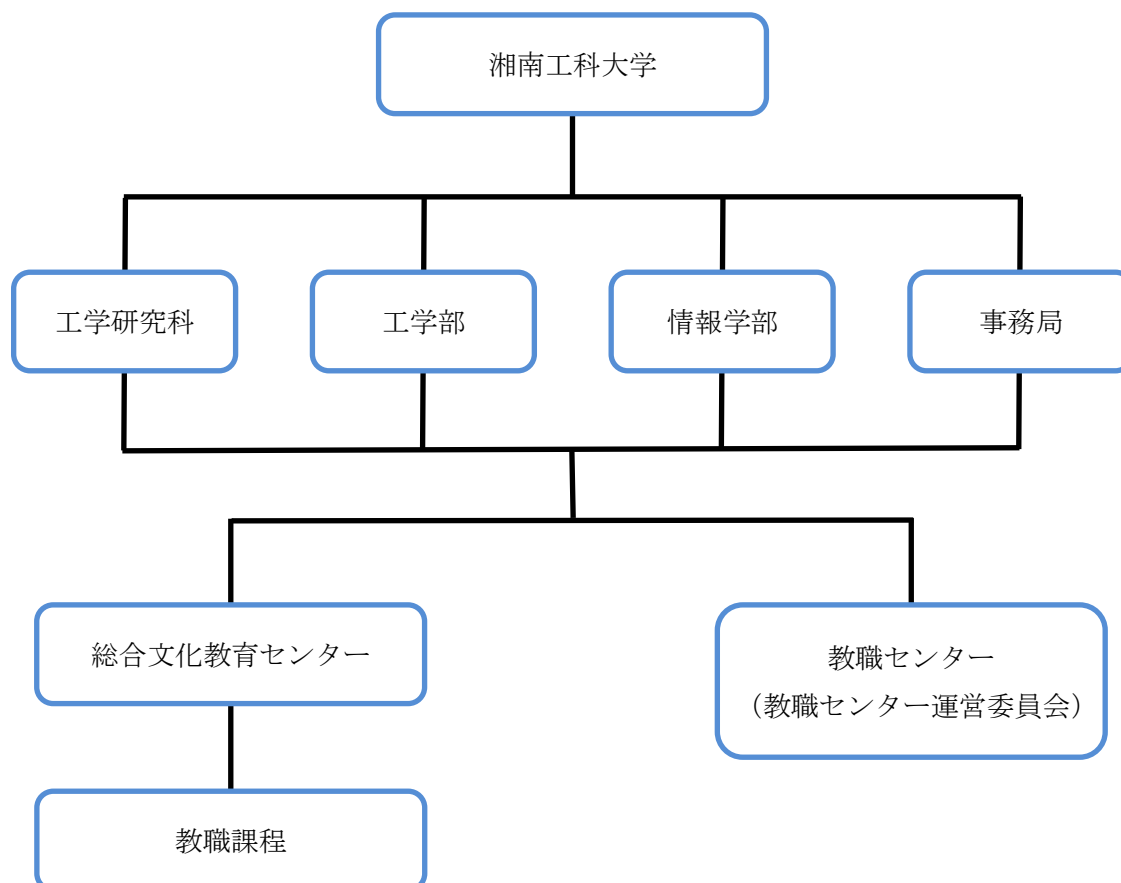 湘南工科大学
工学研究科
工学部
情報学部
事務局
総合文化教育センター
教職センター
（教職センター運営委員会）
教職課程